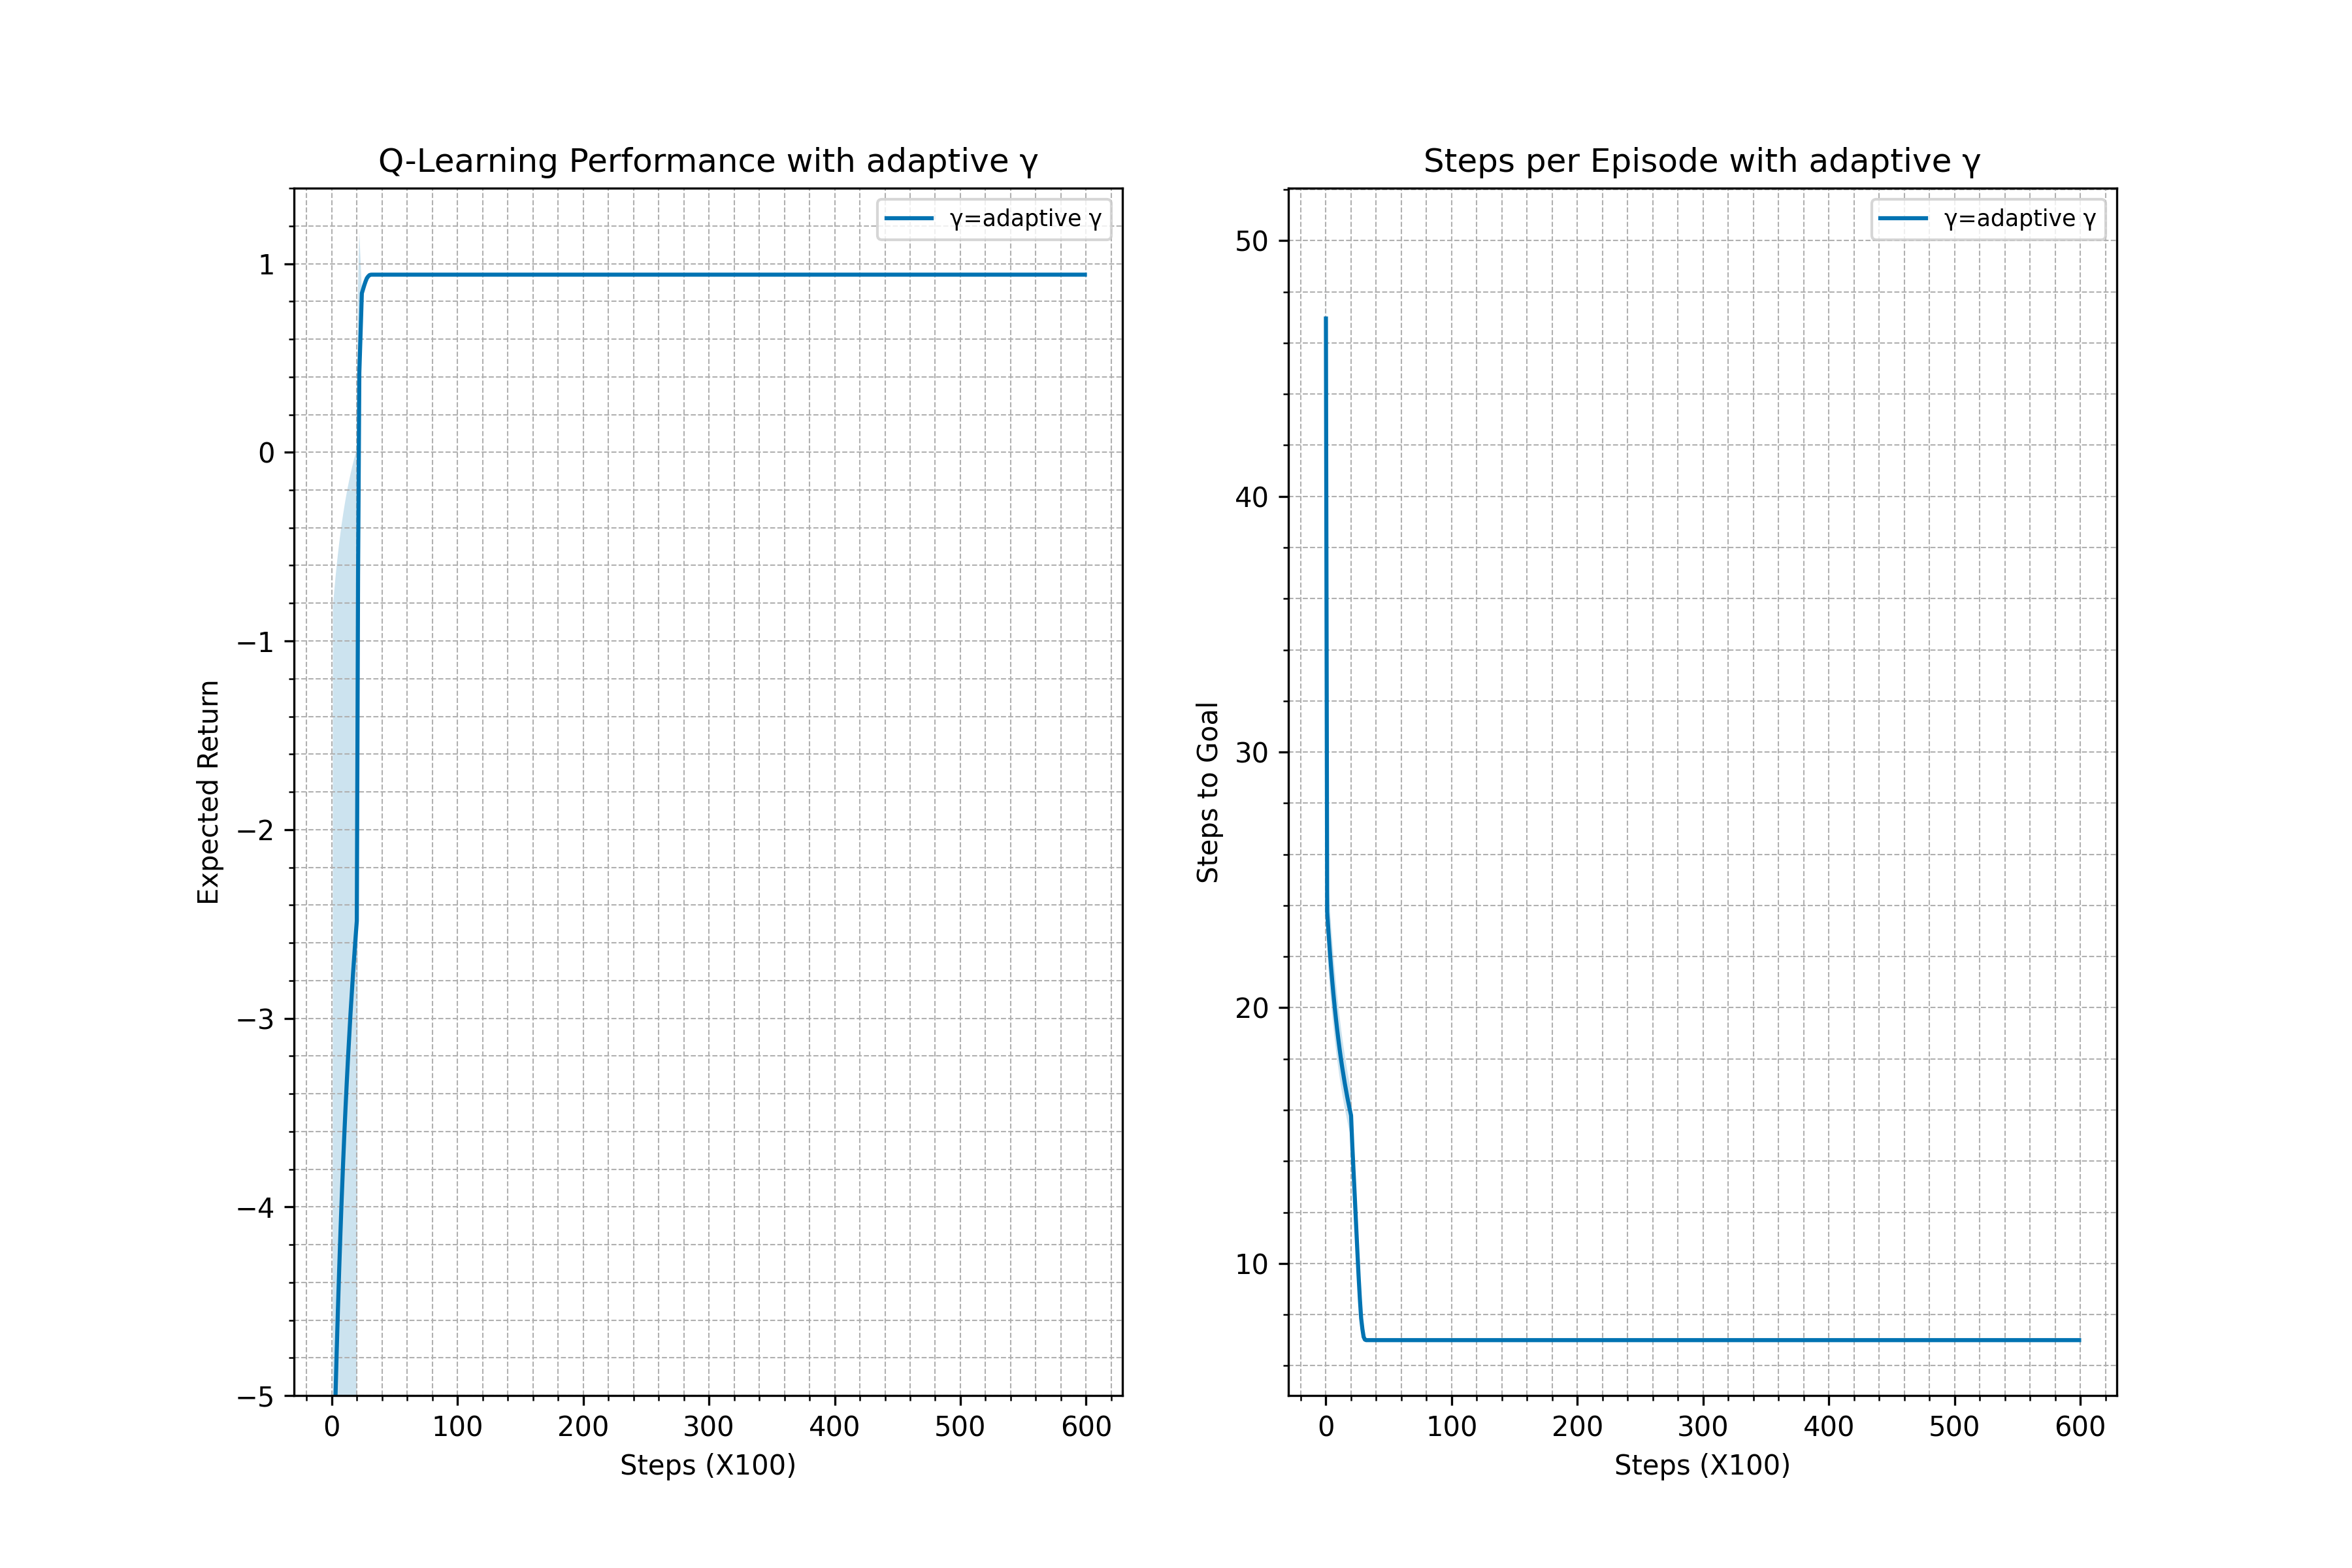 Q-Learning Performance with adaptive γ
γ=adaptive γ
1
0
−1
−2
−3
−4
−5
Expected Return
0 100 200 300 400 500 600
Steps (X100)
Steps per Episode with adaptive γ
γ=adaptive γ
50
40
30
20
10
Steps to Goal
0 100 200 300 400 500 600
Steps (X100)